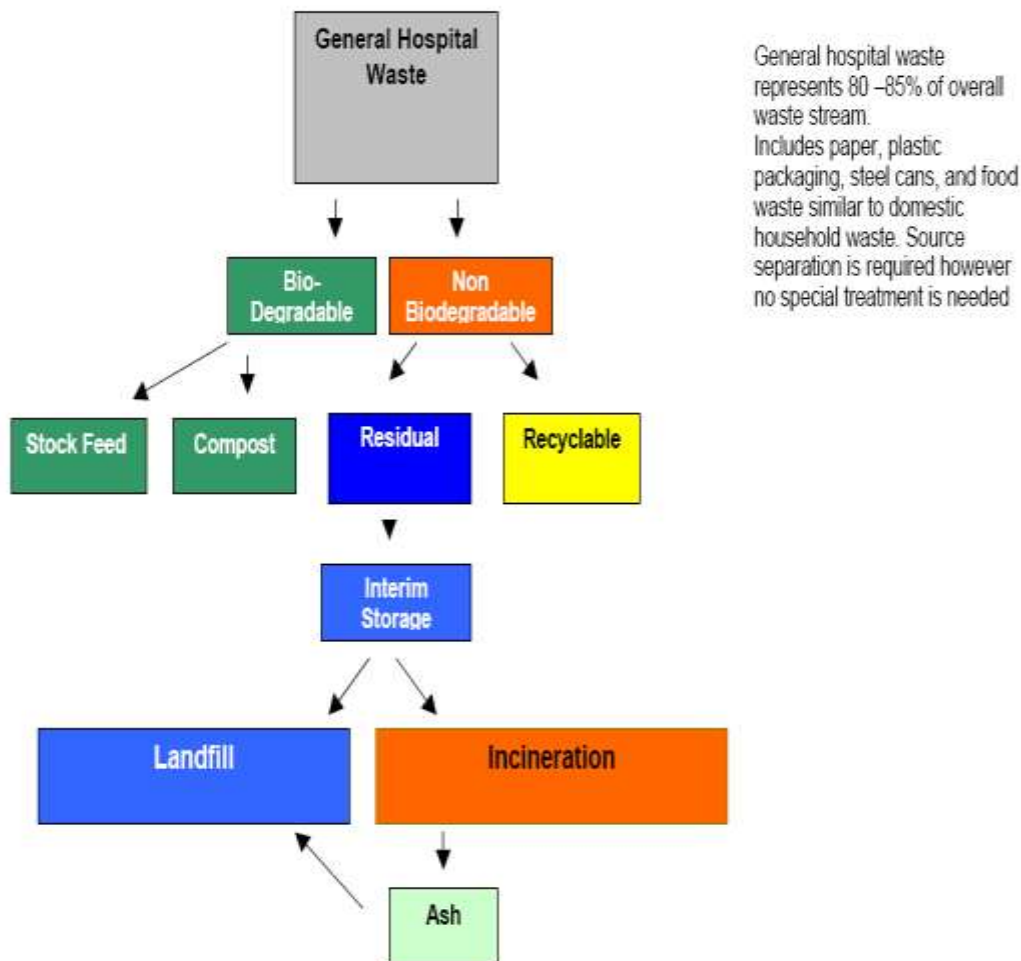 General Hospital
Waste
General hospital waste
represents 80 –85% of overall
waste stream.
Includes paper, plastic
packaging, steel cans, and food
waste similar to domestic
household waste. Source
separation is required however
no special treatment is needed
Bio-
Degradable
Non
Biodegradable
Stock Feed
Compost
Residual
Recyclable
Interim
Storage
Landfill
Incineration
Ash